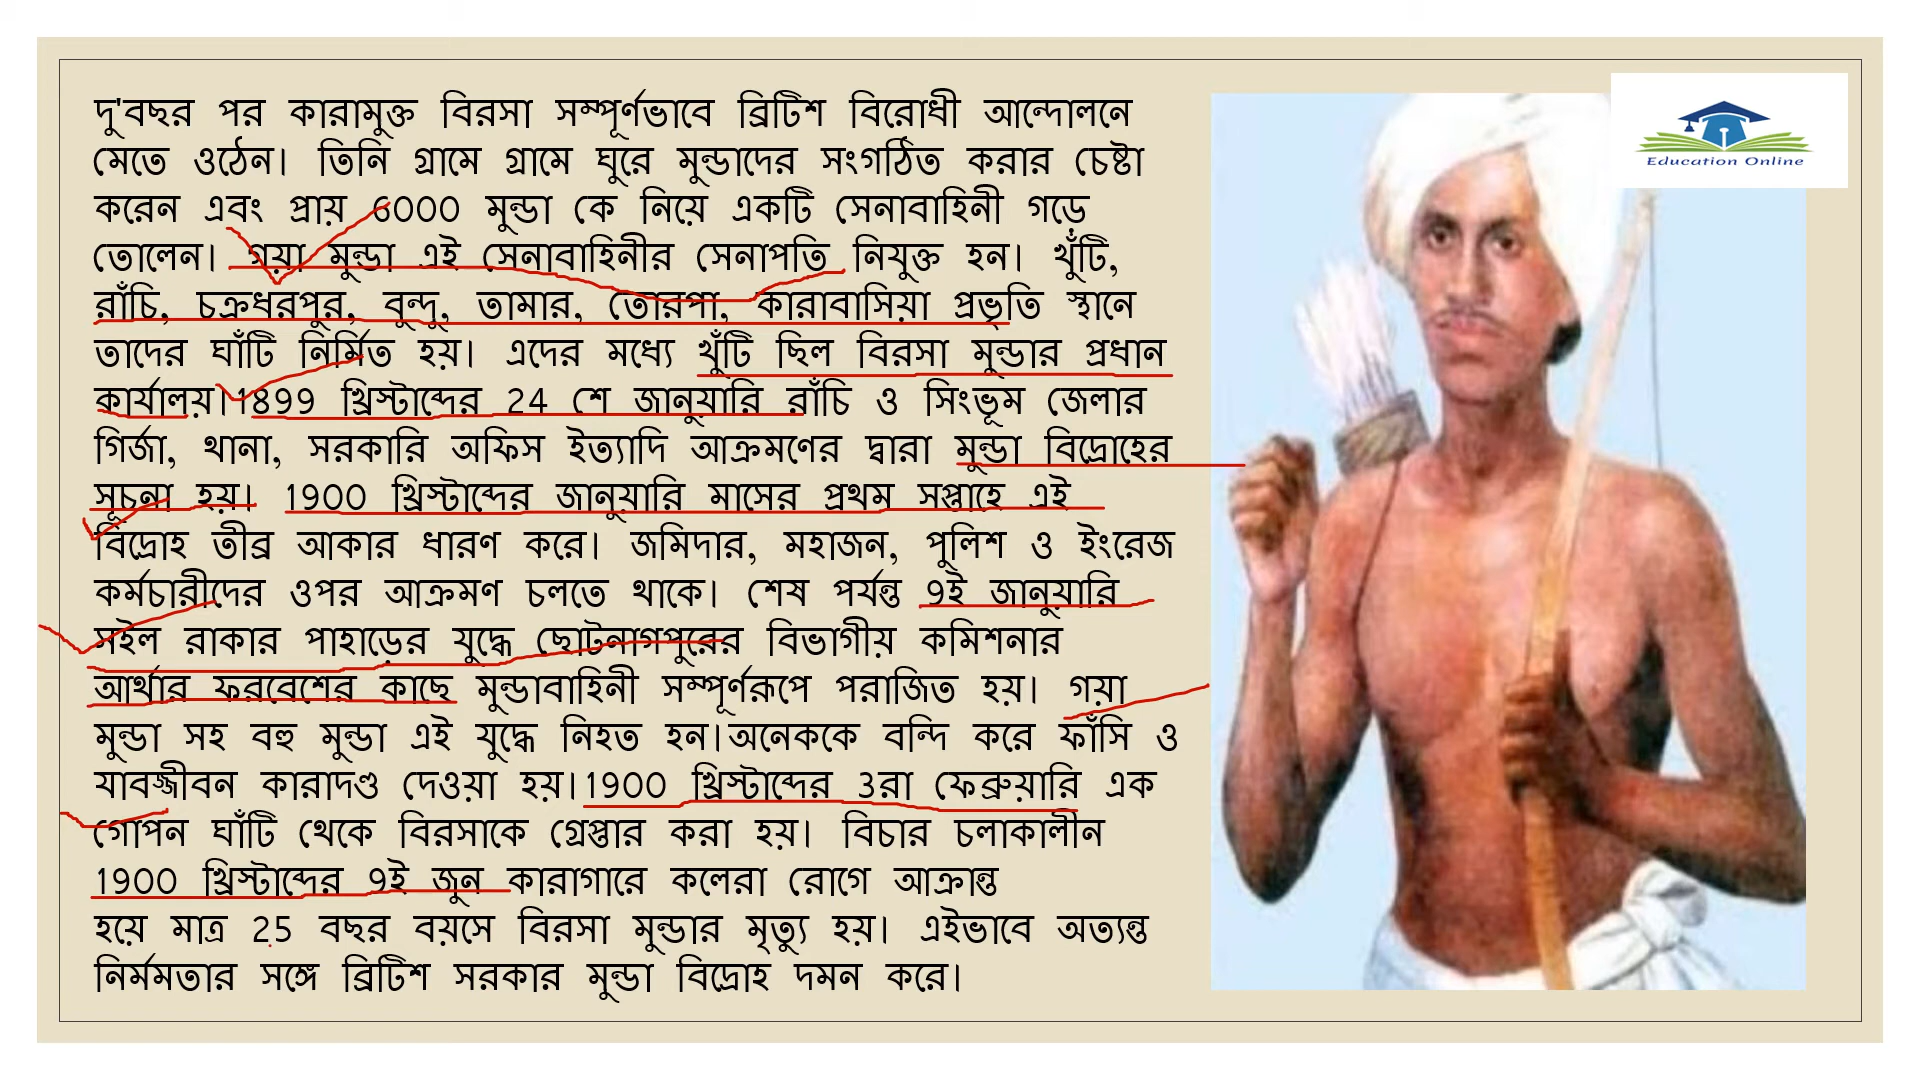 দু'বছর পর কারামুক্ত বিরসা সম্পূর্ণভাবে ব্রিটিশ বিরোধী আন্দোলনে
মেতে ওঠেন। তিনি গ্রামে গ্রামে ঘুরে মুন্ডাদের সংগঠিত করার চেষ্টা
করেন এবং প্রায় 6000 মুন্ডা কে নিয়ে একটি সেনাবাহিনী গড়ে
তোলেন। গয়া মুন্ডা এই সেনাবাহিনীর সেনাপতি নিযুক্ত হন। খুঁটি,
রাঁচি, চক্রধরপুর, বুন্দু, তামার, তোরপা, কারাবাসিয়া প্রভৃতি স্থানে
তাদের ঘাঁটি নির্মিত হয়। এদের মধ্যে খুঁটি ছিল বিরসা মুন্ডার প্রধান
কার্যালয়।1899 খ্রিস্টাব্দের 24 শে জানুয়ারি রাঁচি ও সিংভূম জেলার
গির্জা, থানা, সরকারি অফিস ইত্যাদি আক্রমণের দ্বারা মুন্ডা বিদ্রোহের
সূচনা হয়। 1900 খ্রিস্টাব্দের জানুয়ারি মাসের প্রথম সপ্তাহে এই
বিদ্রোহ তীব্র আকার ধারণ করে। জমিদার, মহাজন, পুলিশ ও ইংরেজ
কর্মচারীদের ওপর আক্রমণ চলতে থাকে। শেষ পর্যন্ত 9ই জানুয়ারি
সইল রাকার পাহাড়ের যুদ্ধে ছোটনাগপুরের বিভাগীয় কমিশনার
আর্থার ফরবেশের কাছে মুন্ডাবাহিনী সম্পূর্ণরূপে পরাজিত হয়। গয়া
মুন্ডা সহ বহু মুন্ডা এই যুদ্ধে নিহত হন।অনেককে বন্দি করে ফাঁসি ও
যাবজ্জীবন কারাদণ্ড দেওয়া হয়।1900 খ্রিস্টাব্দের 3রা ফেব্রুয়ারি এক
গোপন ঘাঁটি থেকে বিরসাকে গ্রেপ্তার করা হয়। বিচার চলাকালীন
1900 খ্রিস্টাব্দের 9ই জুন কারাগারে কলেরা রোগে আক্রান্ত
হয়ে মাত্র 25 বছর বয়সে বিরসা মুন্ডার মৃত্যু হয়। এইভাবে অত্যন্ত
নির্মমতার সঙ্গে ব্রিটিশ সরকার মুন্ডা বিদ্রোহ দমন করে।
Education Online